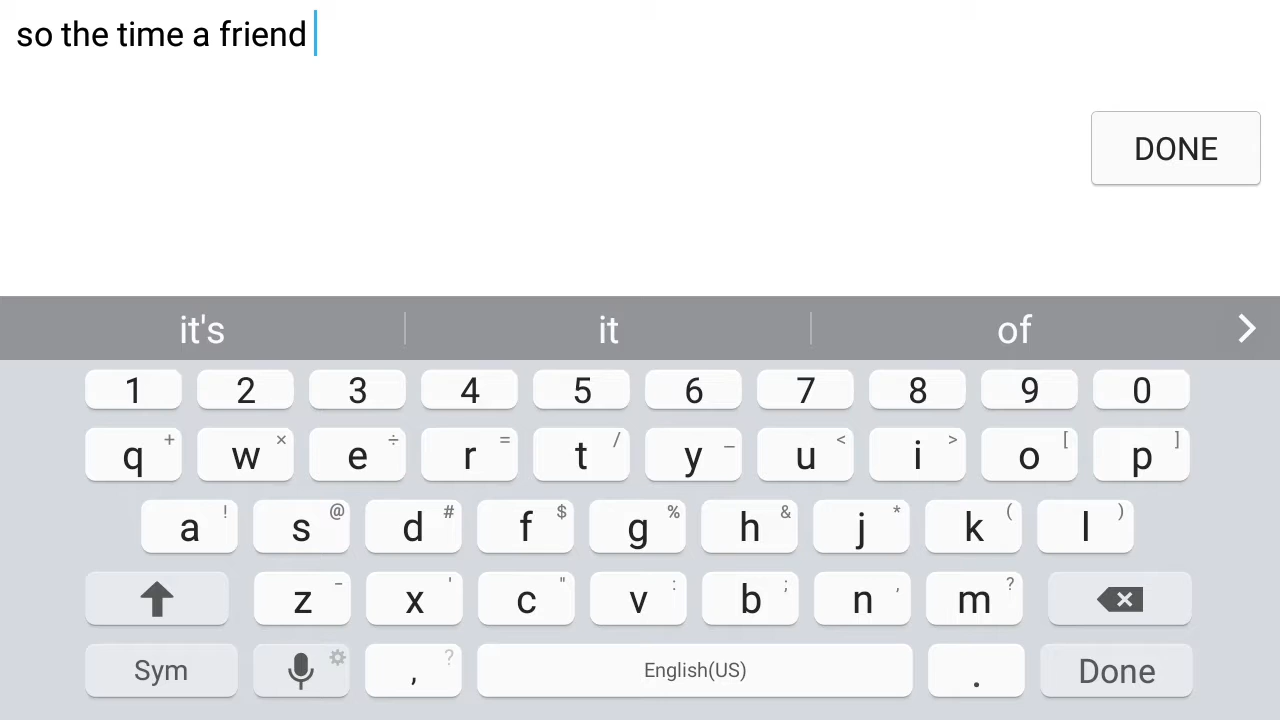 so the time a friend
DONE
it's it of
1 2 3 4 5 6 7 8 9 0
q + w × e ÷ r = t / y _ u < i > o [ p ]
a ! s @ d # f $ g % h & j * k ( l )
z - x ' c " v : b ; n , m ?
Sym , ? English(US) . Done